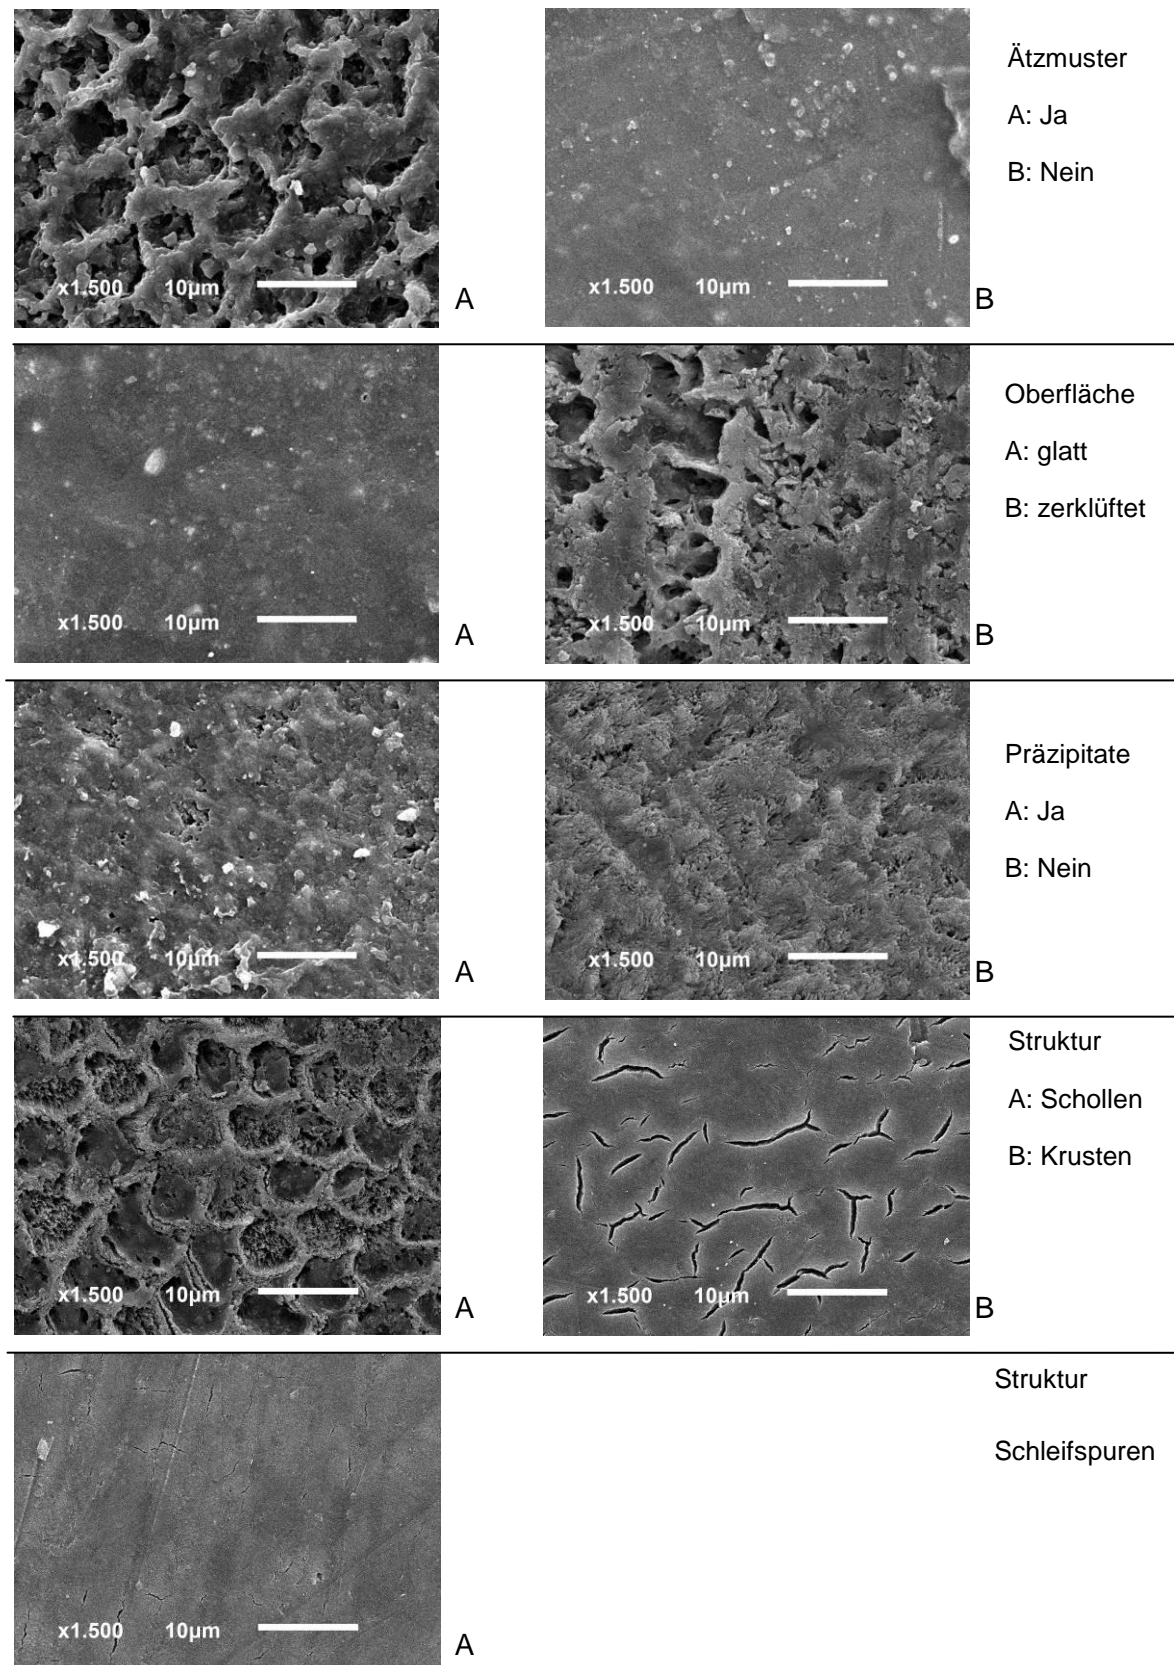 x1.500 10µm
A
x1.500 10µm
B
Ätzmuster
A: Ja
B: Nein
x1.500 10µm
A
x1.500 10µm
B
Oberfläche
A: glatt
B: zerklüftet
x1.500 10µm
A
x1.500 10µm
B
Präzipitate
A: Ja
B: Nein
x1.500 10µm
A
x1.500 10µm
B
Struktur
A: Schollen
B: Krusten
x1.500 10µm
A
Struktur
Schleifspuren